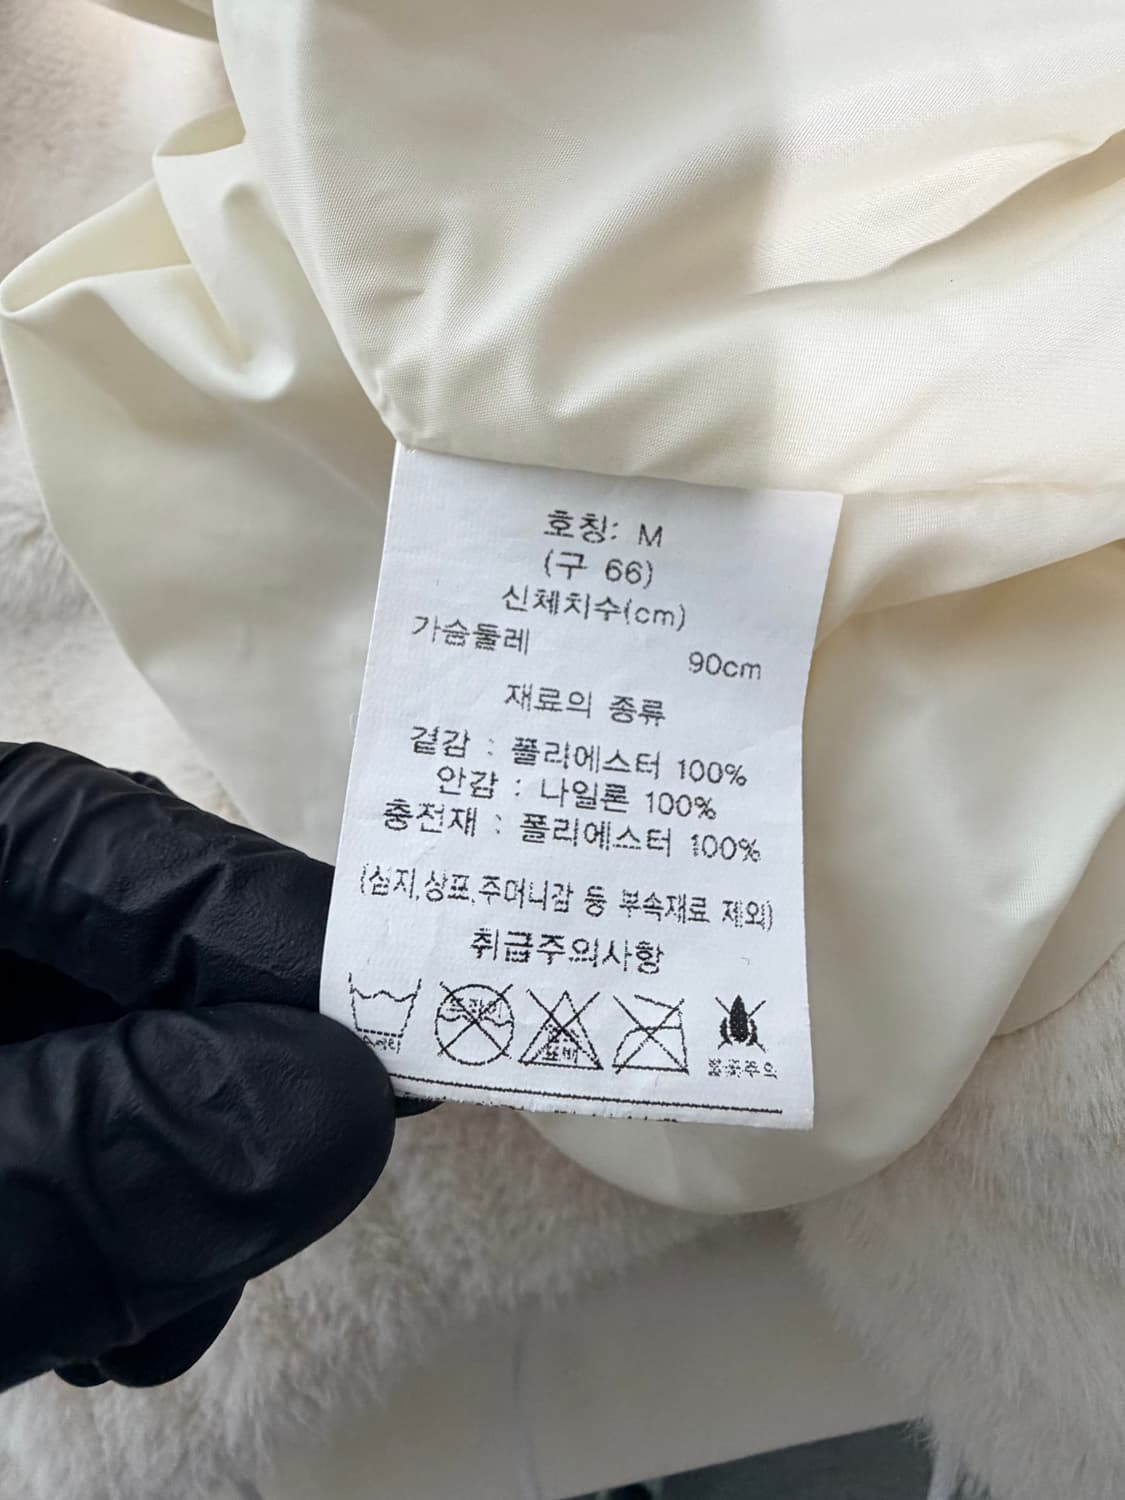 호칭: M
(구 66)
신체치수(cm)
가슴둘레
90cm
재료의 종류
겉감 : 폴리에스터 100%
안감 : 나일론 100%
충전재 : 폴리에스터 100%
(심지,상표,주머니감 등 부속재료 제외)
취급주의사항
드라이